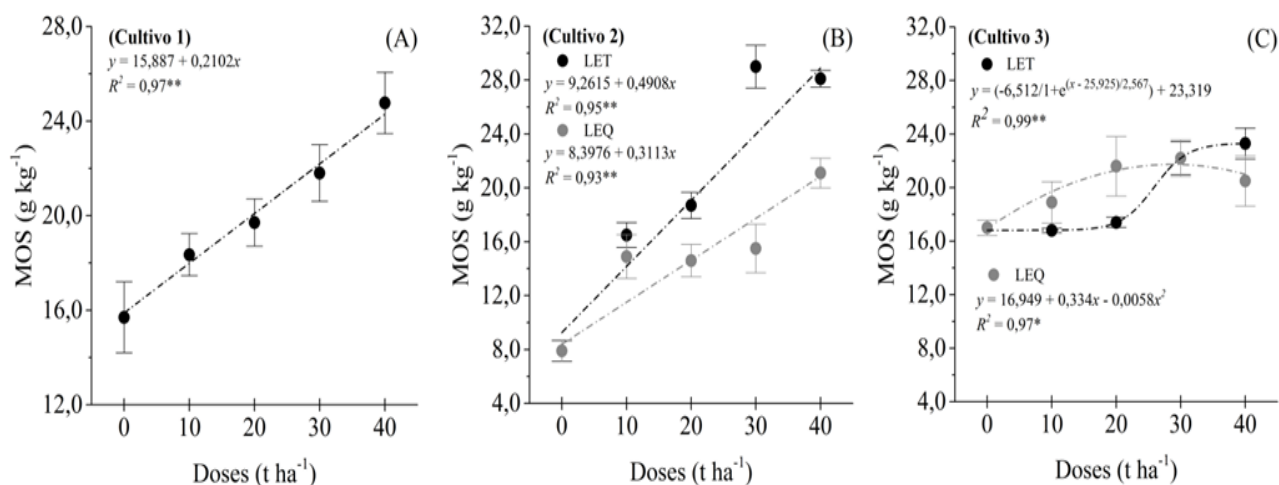 28,0
24,0
20,0
16,0
12,0
MOS (g kg⁻¹)
(Cultivo 1)
(A)
y = 15,887 + 0,2102x
R² = 0,97**
0 10 20 30 40
Doses (t ha⁻¹)
32,0
28,0
24,0
20,0
16,0
12,0
8,0
4,0
MOS (g kg⁻¹)
(Cultivo 2)
(B)
LET
y = 9,2615 + 0,4908x
R² = 0,95**
LEQ
y = 8,3976 + 0,3113x
R² = 0,93**
0 10 20 30 40
Doses (t ha⁻¹)
32,0
28,0
24,0
20,0
16,0
12,0
8,0
4,0
MOS (g kg⁻¹)
(Cultivo 3)
(C)
LET
y = (-6,512/1+e^(x - 25,925)/2,567) + 23,319
R² = 0,99**
LEQ
y = 16,949 + 0,334x - 0,0058x²
R² = 0,97*
0 10 20 30 40
Doses (t ha⁻¹)